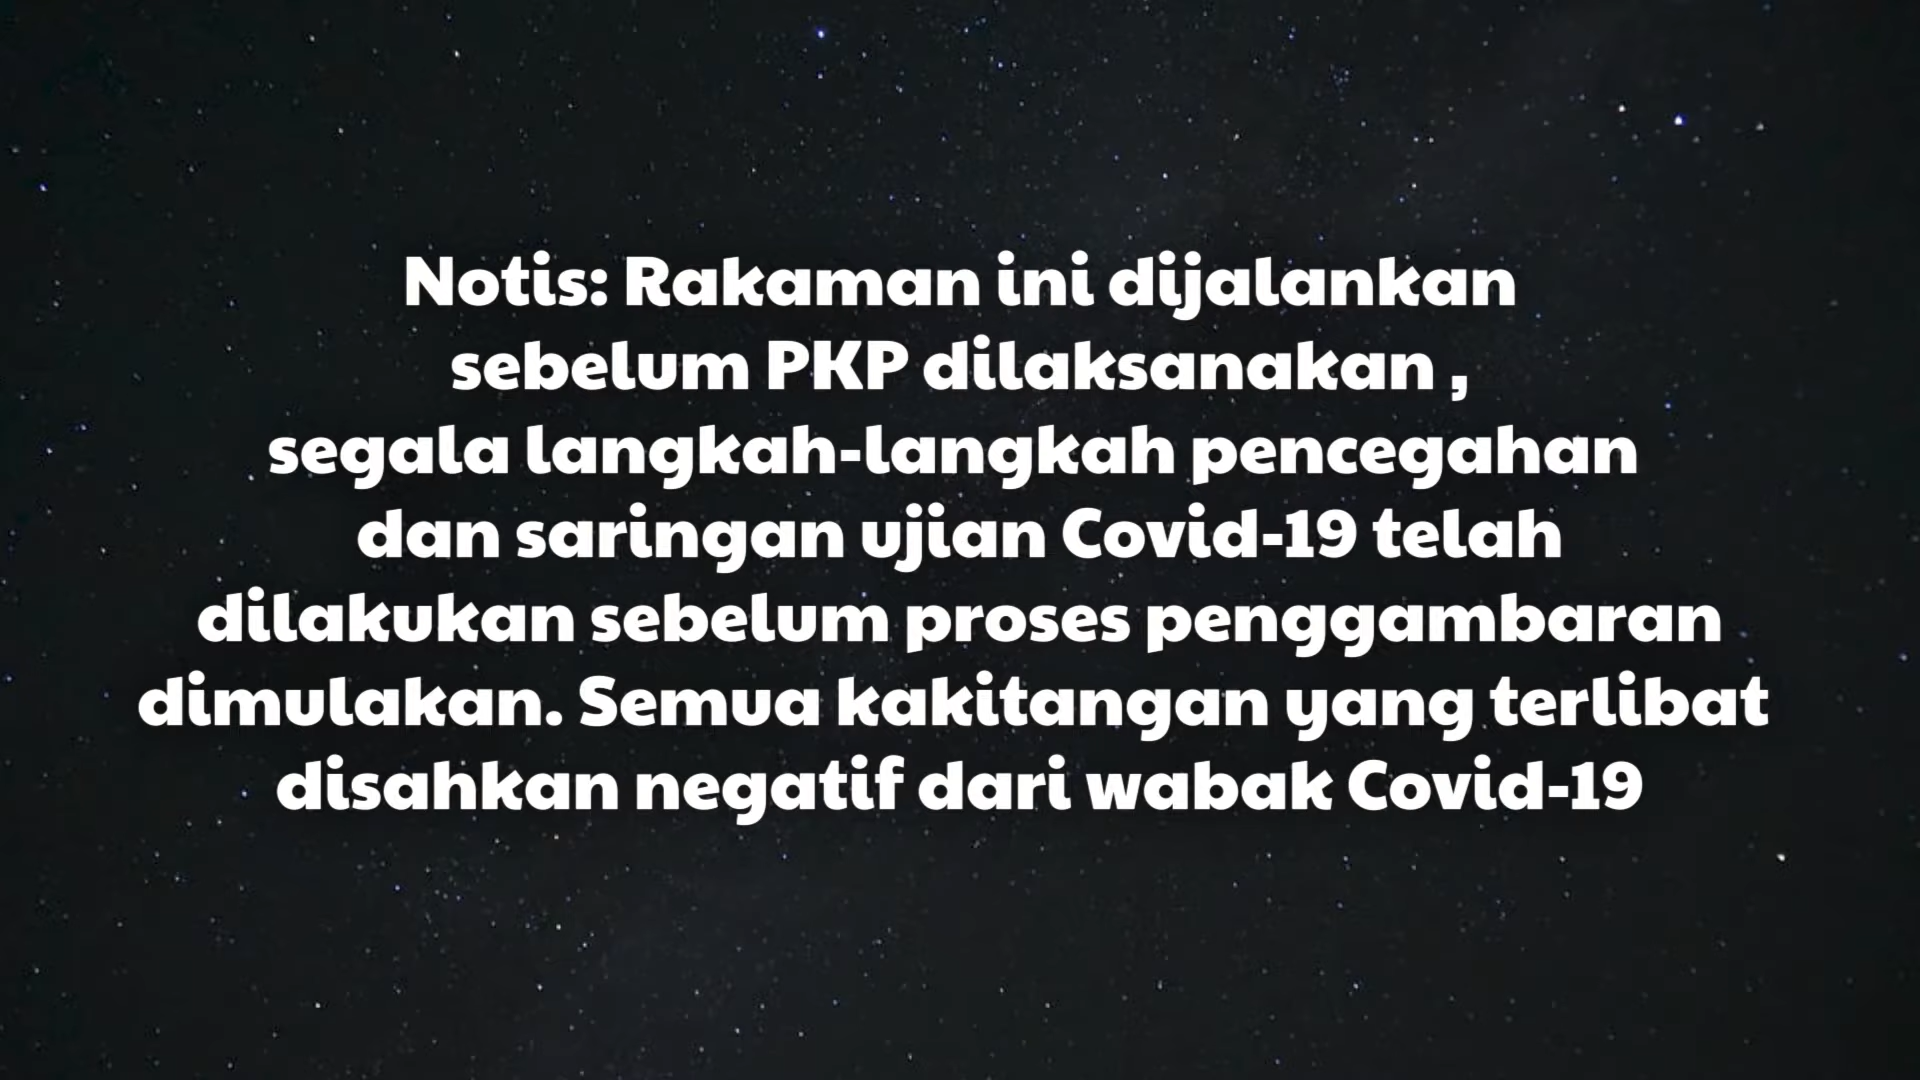 Notis: Rakaman ini dijalankan
sebelum PKP dilaksanakan ,
segala langkah-langkah pencegahan
dan saringan ujian Covid-19 telah
dilakukan sebelum proses penggambaran
dimulakan. Semua kakitangan yang terlibat
disahkan negatif dari wabak Covid-19